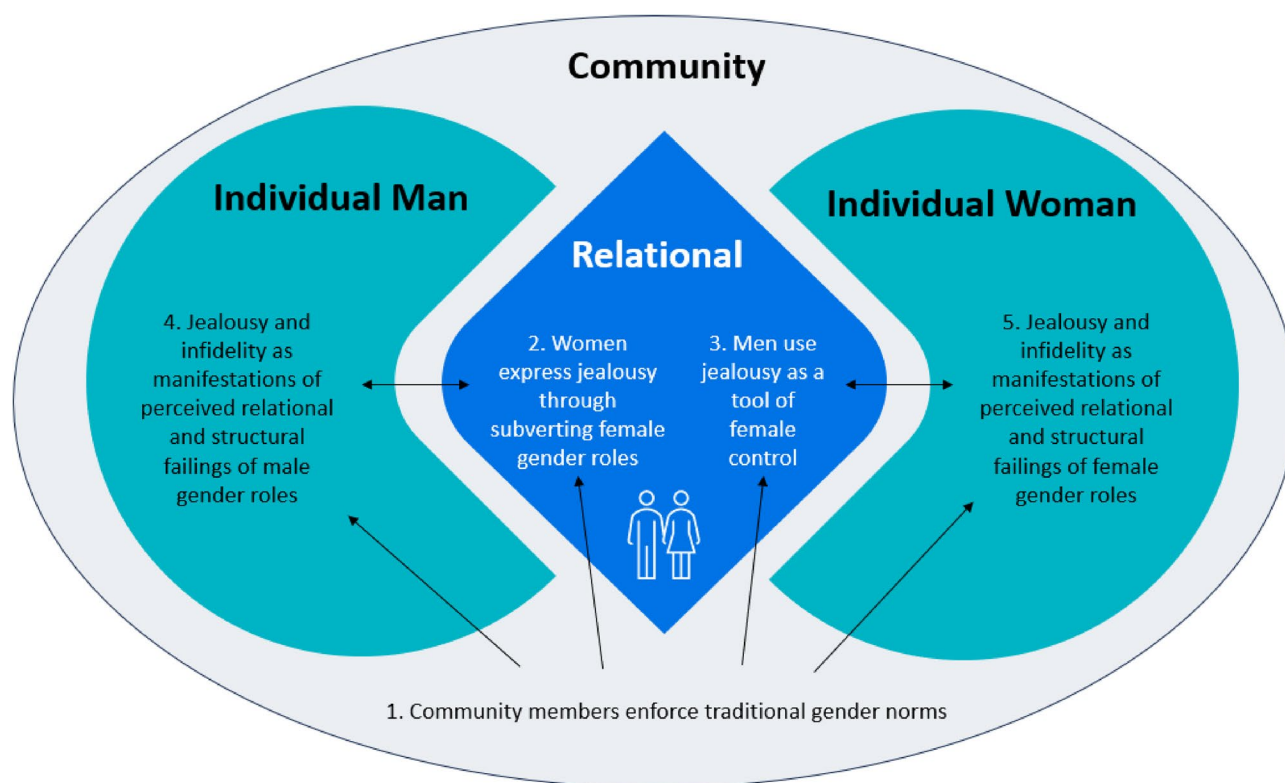 Community
Individual Man
4. Jealousy and
infidelity as
manifestations of
perceived relational
and structural
failings of male
gender roles
Relational
2. Women
express jealousy
through
subverting female
gender roles
3. Men use
jealousy as a
tool of
female
control
Individual Woman
5. Jealousy and
infidelity as
manifestations of
perceived relational
and structural
failings of female
gender roles
1. Community members enforce traditional gender norms